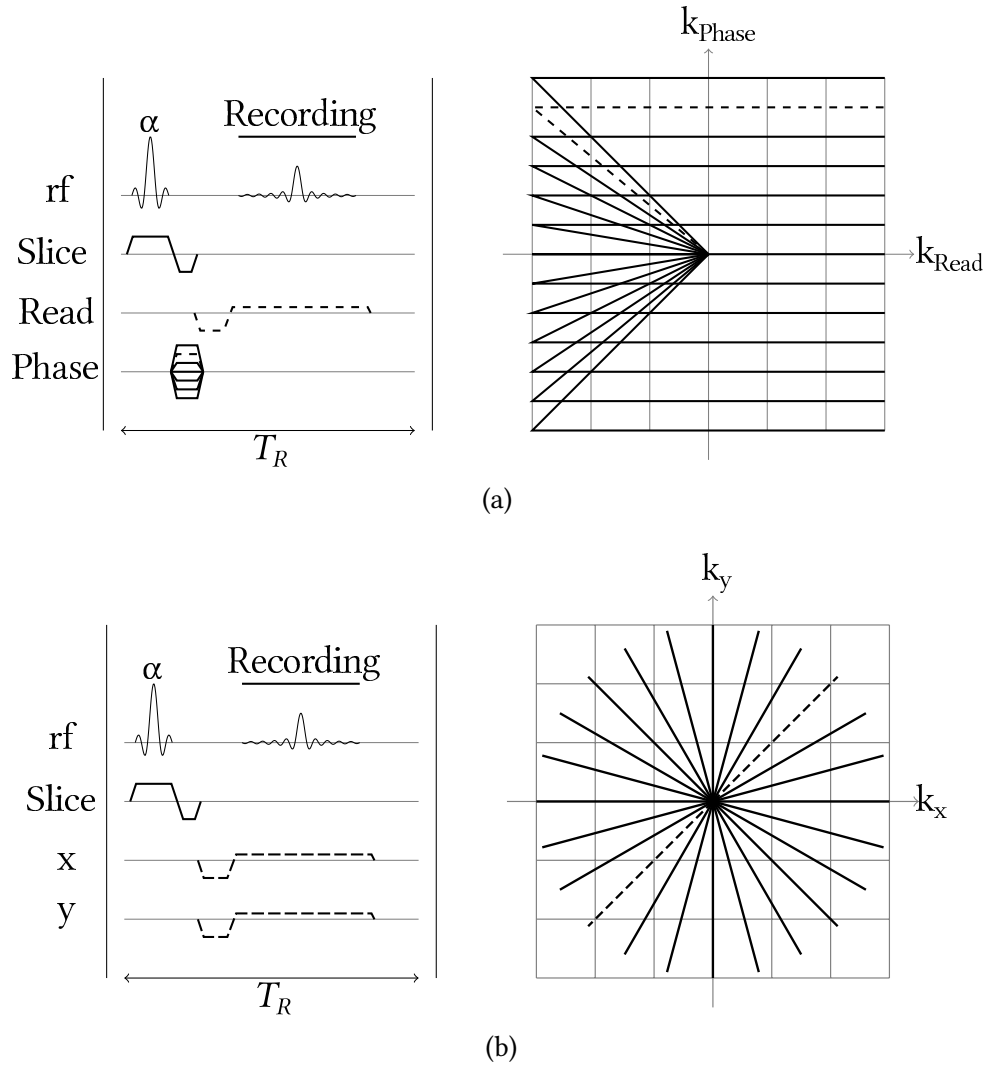 k_Phase
α
Recording
rf
Slice
k_Read
Read
Phase
T_R
(a)
k_y
α
Recording
rf
Slice
k_x
x
y
T_R
(b)